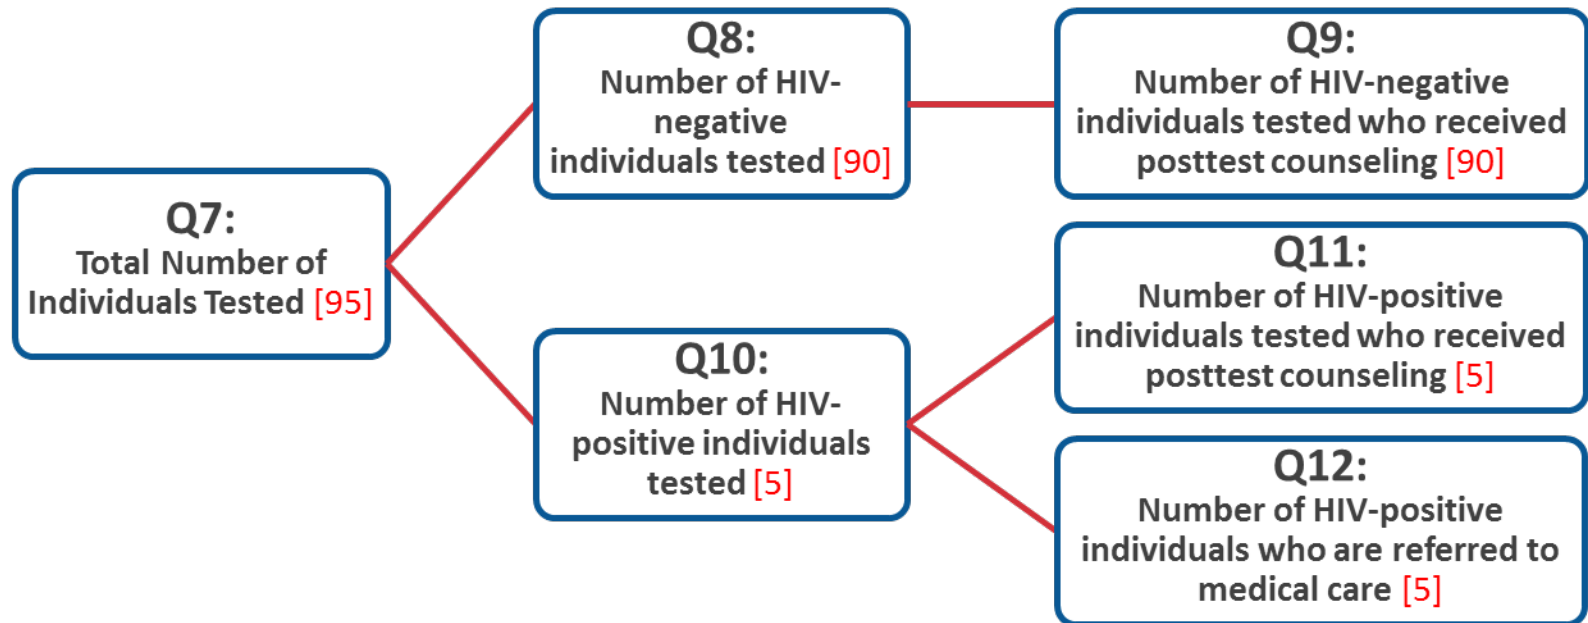 Q7:
Total Number of
Individuals Tested [95]
Q8:
Number of HIV-
negative
individuals tested [90]
Q9:
Number of HIV-negative
individuals tested who received
posttest counseling [90]
Q10:
Number of HIV-
positive individuals
tested [5]
Q11:
Number of HIV-positive
individuals tested who received
posttest counseling [5]
Q12:
Number of HIV-positive
individuals who are referred to
medical care [5]